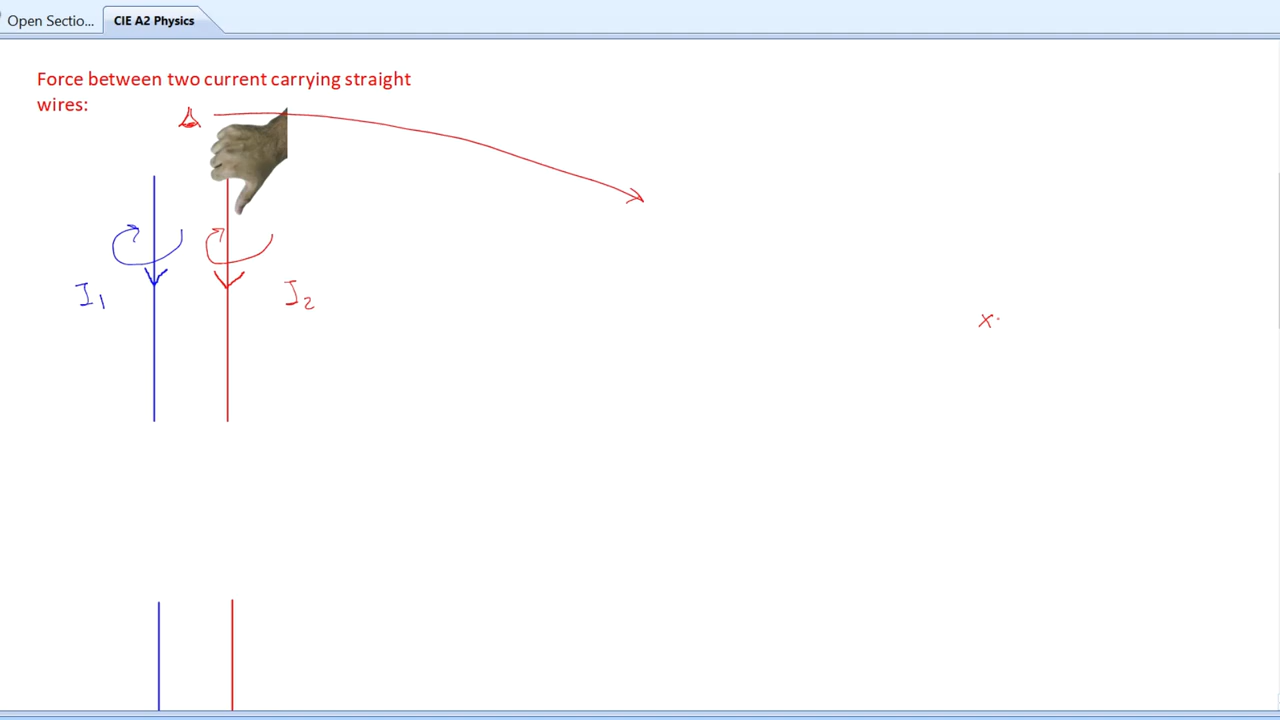 Open Sectio...
CIE A2 Physics
Force between two current carrying straight
wires:
I1
I2
x